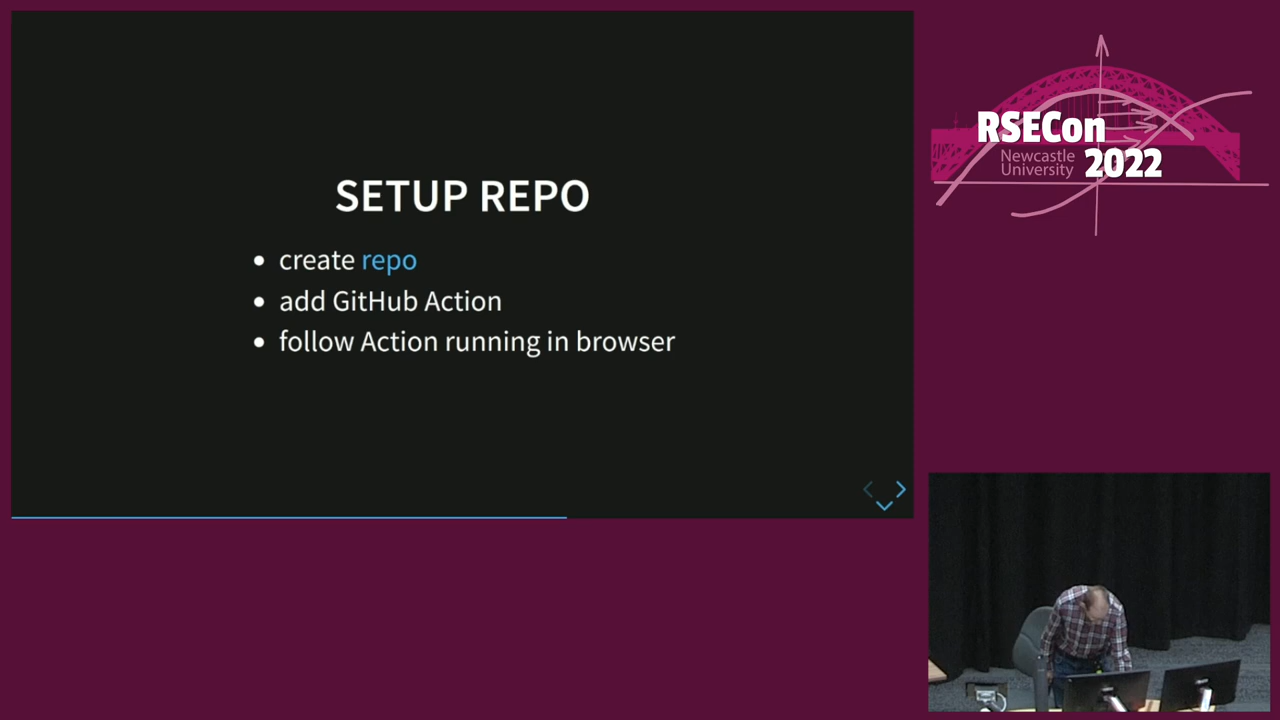 SETUP REPO
create repo
add GitHub Action
follow Action running in browser
RSECon
Newcastle
University
2022